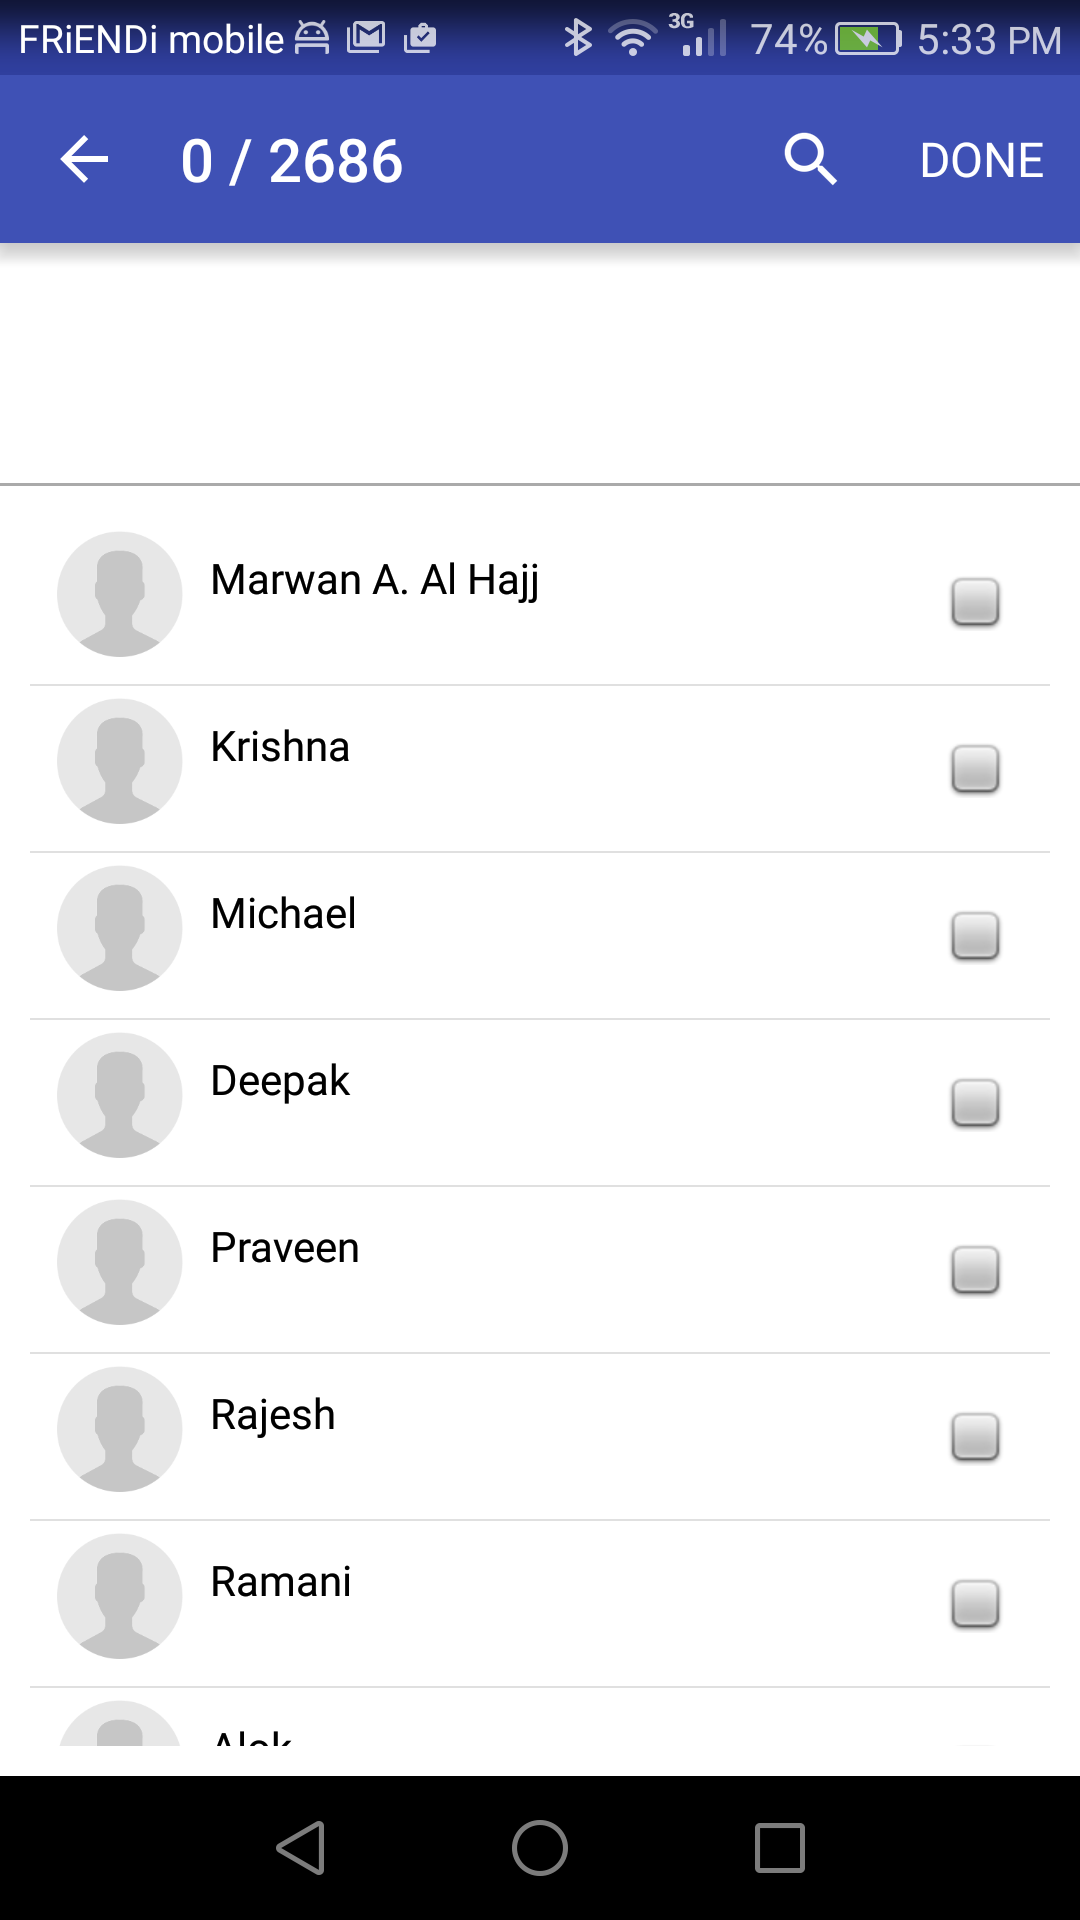 FRiENDi mobile 3G 74% 5:33 PM
0 / 2686 DONE
Marwan A. Al Hajj
Krishna
Michael
Deepak
Praveen
Rajesh
Ramani
Alok